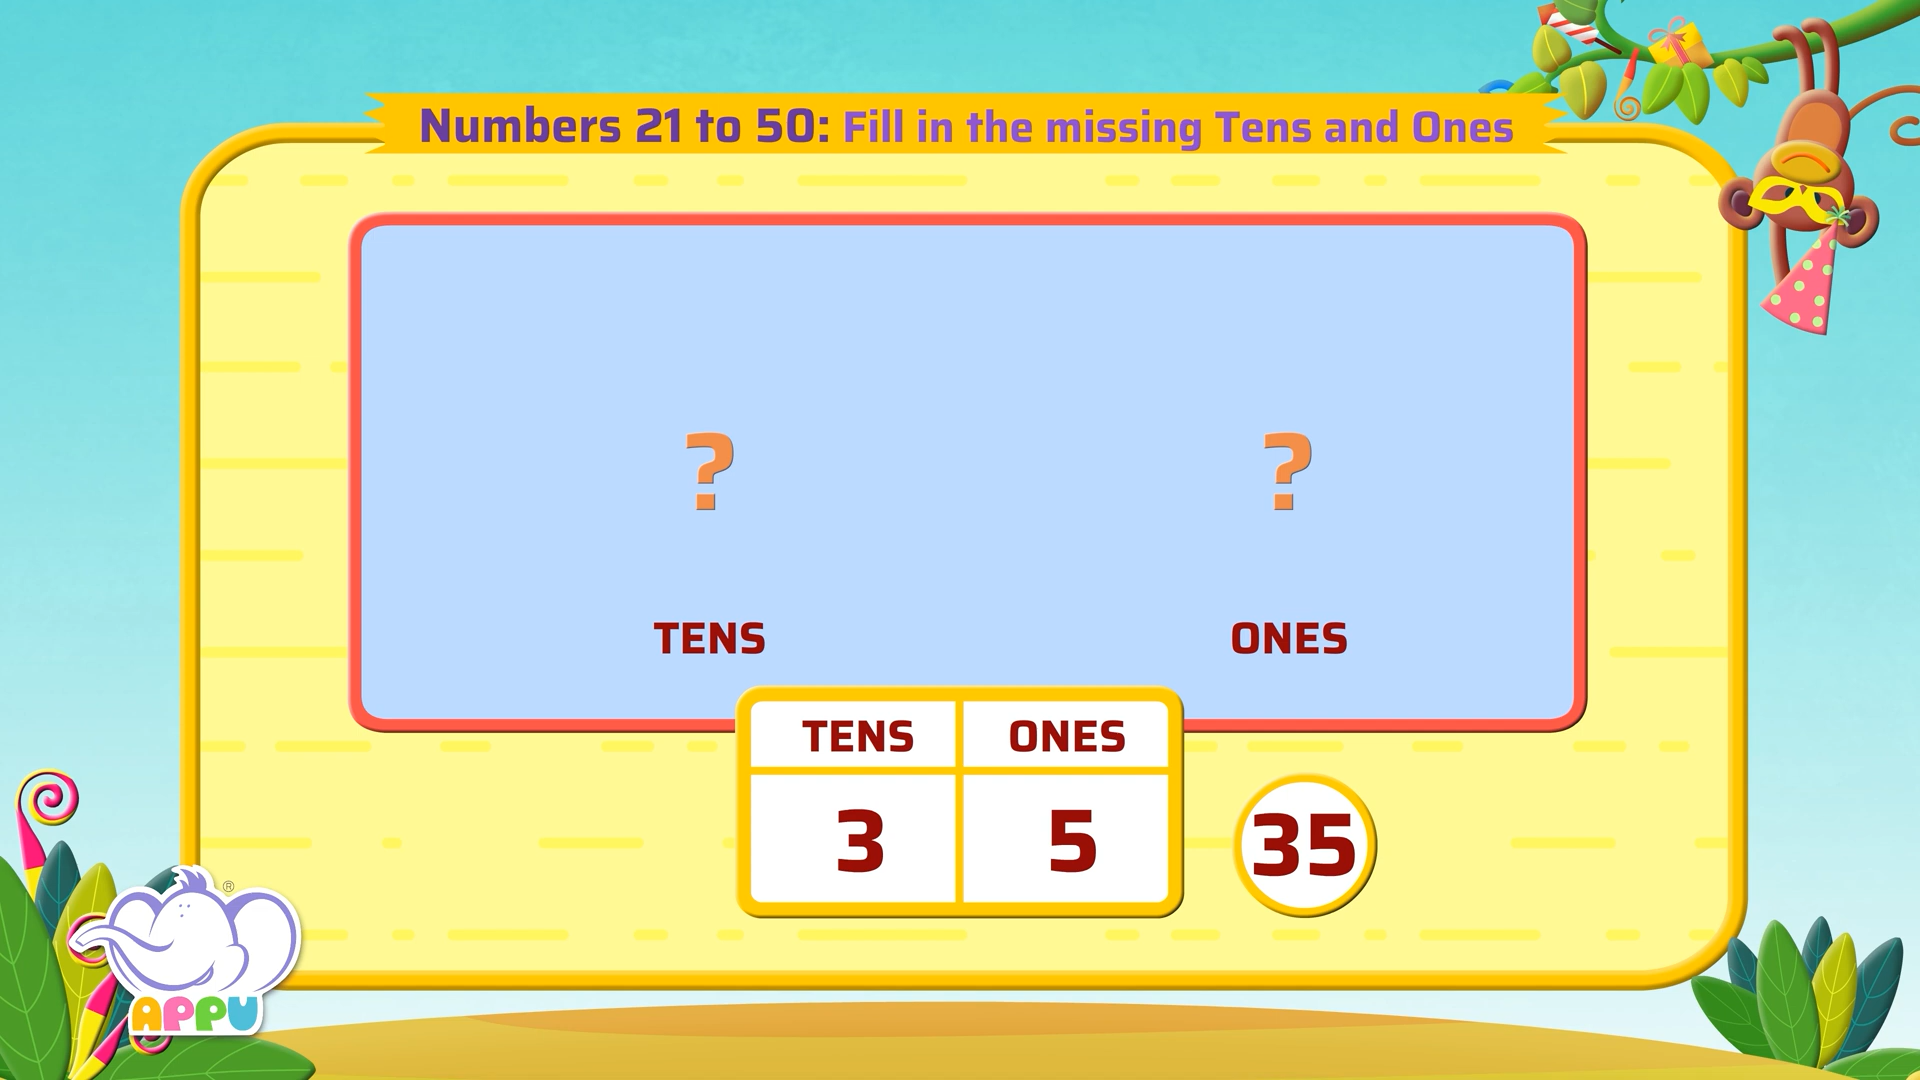 Numbers 21 to 50: Fill in the missing Tens and Ones
? ?
TENS ONES
TENS ONES
3 5 35
®
APPU